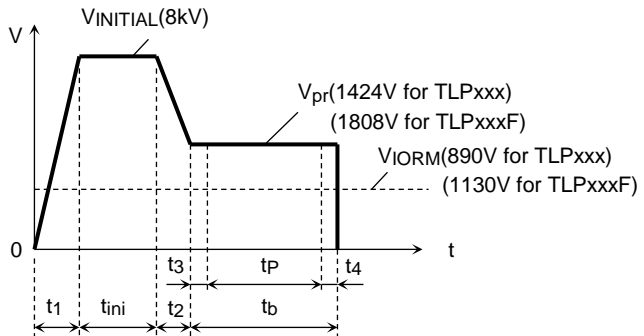 VINITIAL(8kV)
V
Vpr(1424V for TLPxxx)
(1808V for TLPxxxF)
VIORM(890V for TLPxxx)
(1130V for TLPxxxF)
0
t
t3
tP
t4
t1
tini
t2
tb